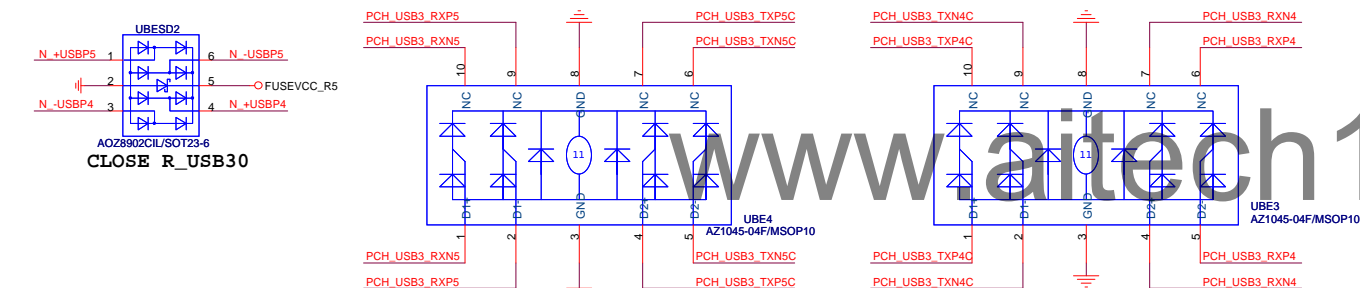 UBESD2
N_+USBP5 1 6 N_-USBP5
2 5 FUSEVCC_R5
N_-USBP4 3 4 N_+USBP4
AOZ8902CIL/SOT23-6
CLOSE R_USB30
PCH_USB3_RXP5 PCH_USB3_TXP5C
PCH_USB3_RXN5 PCH_USB3_TXN5C
10 9 8 7 6
NC NC GND NC NC
11
D1+ D1- GND D2+ D2-
UBE4
AZ1045-04F/MSOP10
1 2 3 4 5
PCH_USB3_RXN5 PCH_USB3_TXN5C
PCH_USB3_RXP5 PCH_USB3_TXP5C
PCH_USB3_TXN4C PCH_USB3_RXN4
PCH_USB3_TXP4C PCH_USB3_RXP4
10 9 8 7 6
NC NC GND NC NC
11
D1+ D1- GND D2+ D2-
UBE3
AZ1045-04F/MSOP10
1 2 3 4 5
PCH_USB3_TXP4C PCH_USB3_RXP4
PCH_USB3_TXN4C PCH_USB3_RXN4
www.aitech1